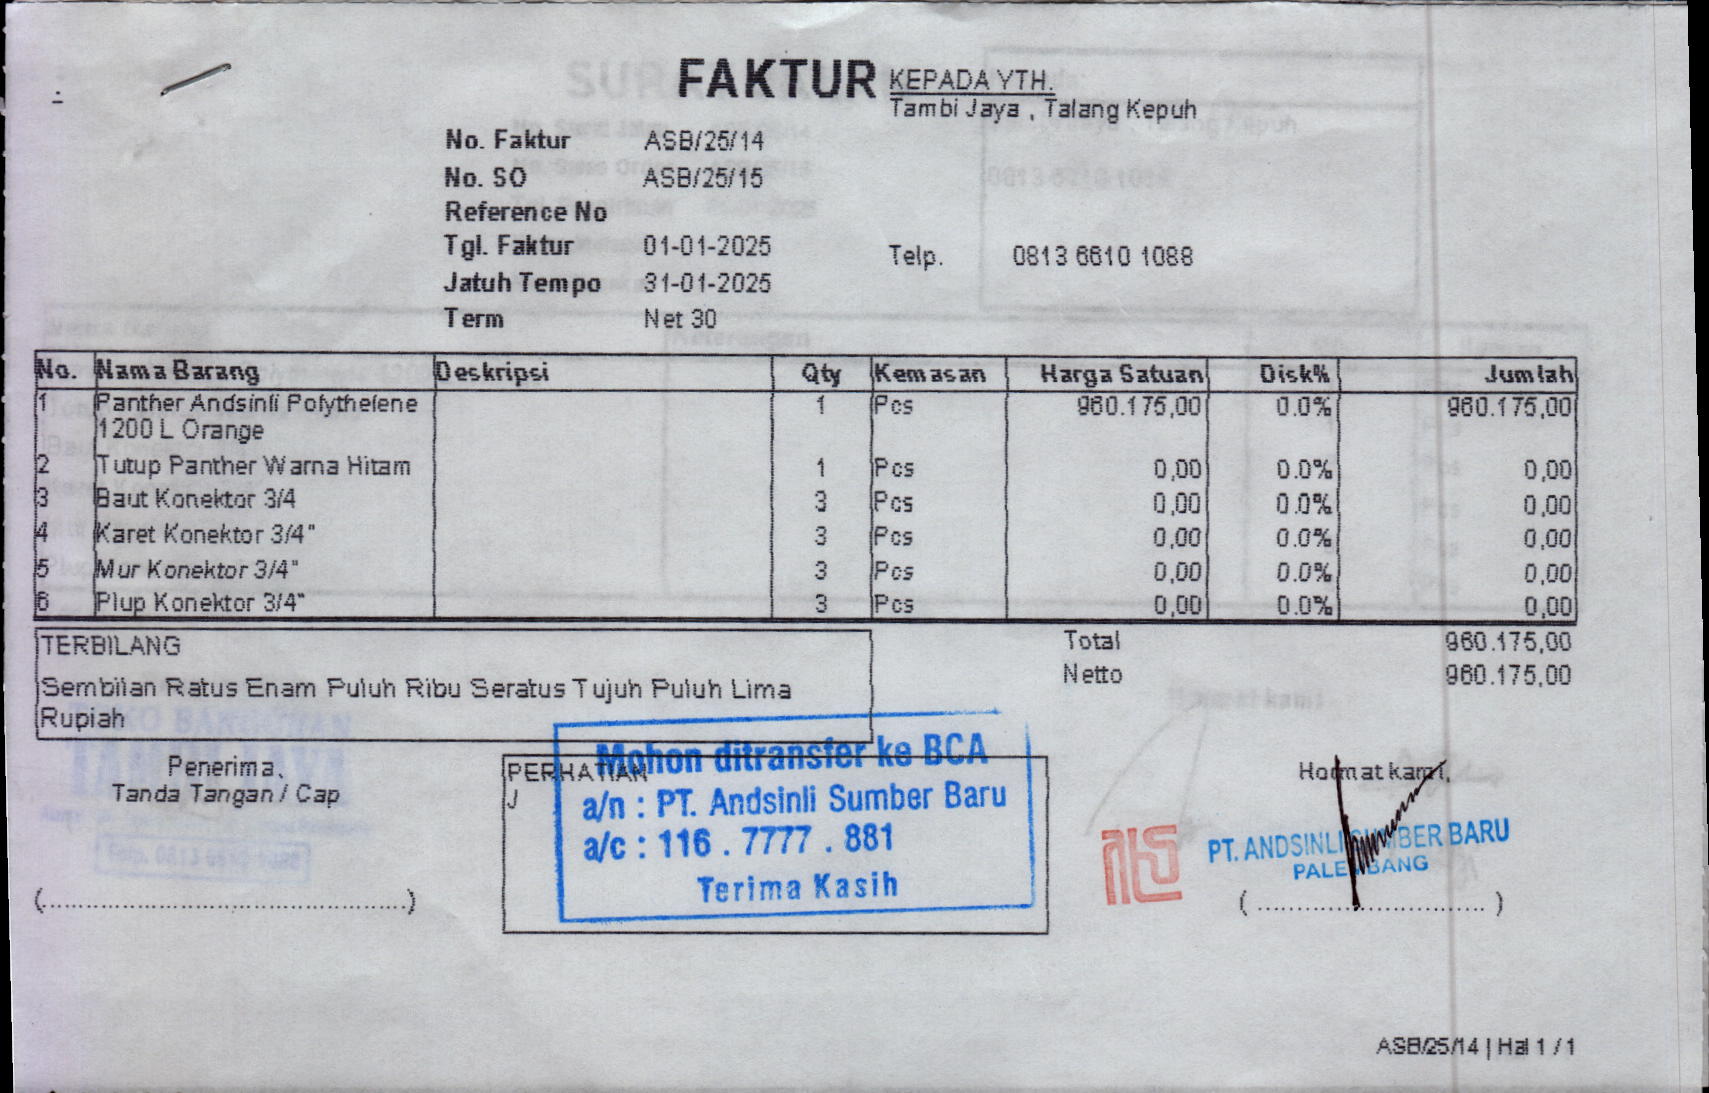 FAKTUR
KEPADA YTH.
Tambi Jaya , Talang Kepuh
No. Faktur ASB/25/14
No. SO ASB/25/15
Reference No
Tgl. Faktur 01-01-2025
Telp. 0813 6610 1088
Jatuh Tempo 31-01-2025
Term Net 30
No. Nama Barang Deskripsi Qty Kemasan Harga Satuan Disk% Jumlah
1 Panther Andsinli Polythelene 1 Pcs 960.175,00 0.0% 960.175,00
1200 L Orange
2 Tutup Panther Warna Hitam 1 Pcs 0,00 0.0% 0,00
3 Baut Konektor 3/4 3 Pcs 0,00 0.0% 0,00
4 Karet Konektor 3/4" 3 Pcs 0,00 0.0% 0,00
5 Mur Konektor 3/4" 3 Pcs 0,00 0.0% 0,00
6 Plup Konektor 3/4" 3 Pcs 0,00 0.0% 0,00
TERBILANG
Sembilan Ratus Enam Puluh Ribu Seratus Tujuh Puluh Lima
Rupiah
Total 960.175,00
Netto 960.175,00
Penerima,
Tanda Tangan / Cap
(..............................................)
PERHATIAN
J
Mohon ditransfer ke BCA
a/n : PT. Andsinli Sumber Baru
a/c : 116 . 7777 . 881
Terima Kasih
Hormat kami,
PT. ANDSINLI SUMBER BARU
PALEMBANG
( ............................. )
ASB/25/14 | Hal 1 / 1